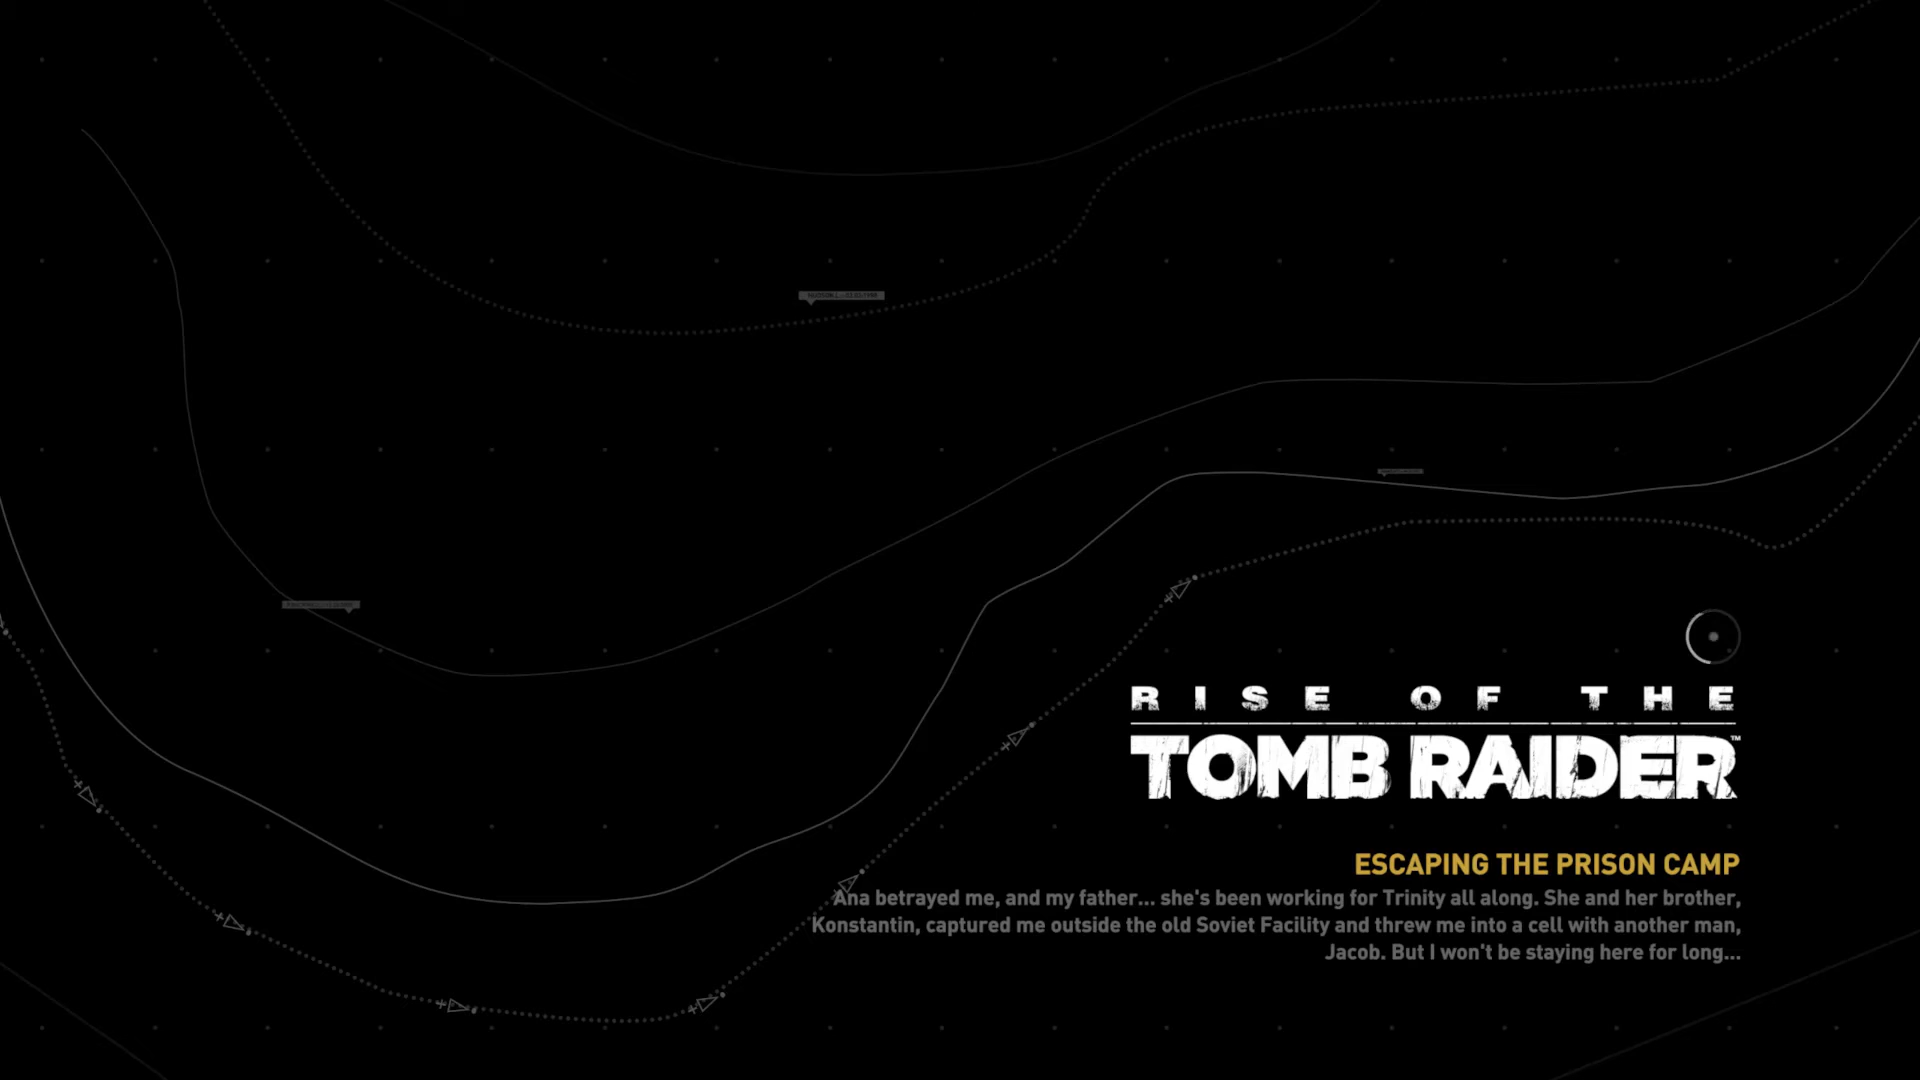 RISE OF THE
TOMB RAIDER™
ESCAPING THE PRISON CAMP
Ana betrayed me, and my father... she's been working for Trinity all along. She and her brother,
Konstantin, captured me outside the old Soviet Facility and threw me into a cell with another man,
Jacob. But I won't be staying here for long...